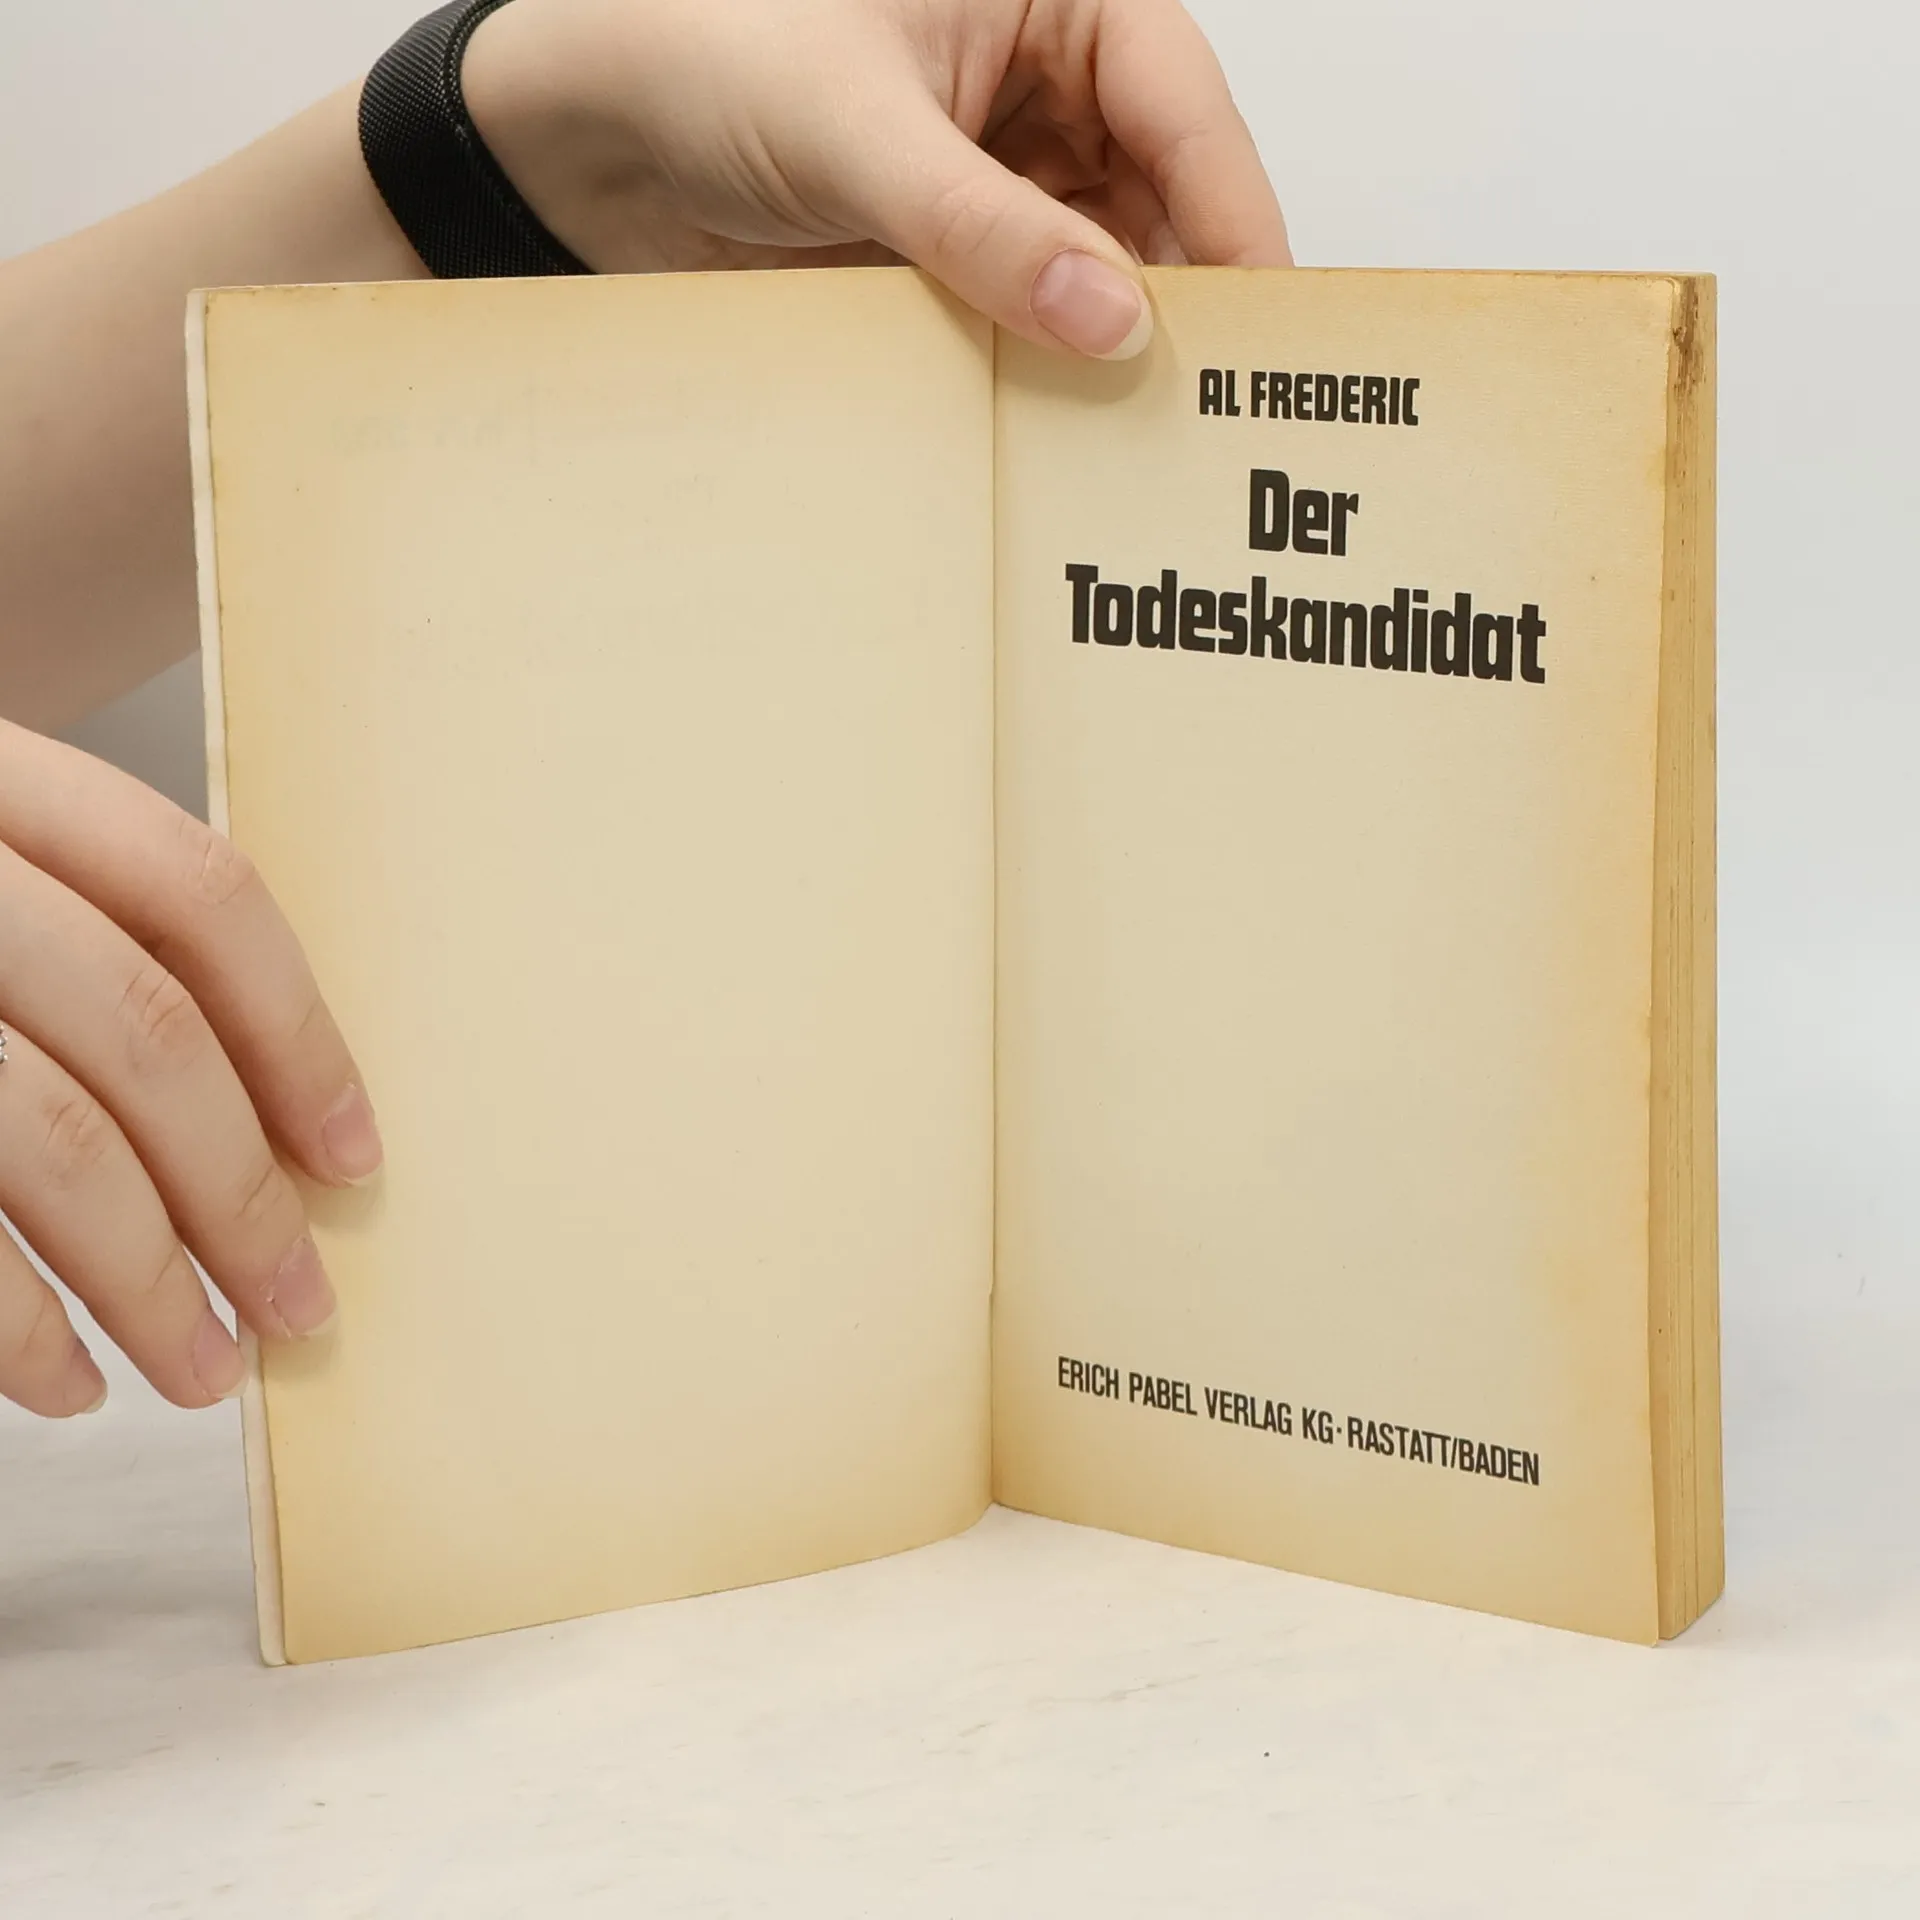 AL FREDERIC
Der
Todeskandidat
ERICH PABEL VERLAG KG · RASTATT/BADEN